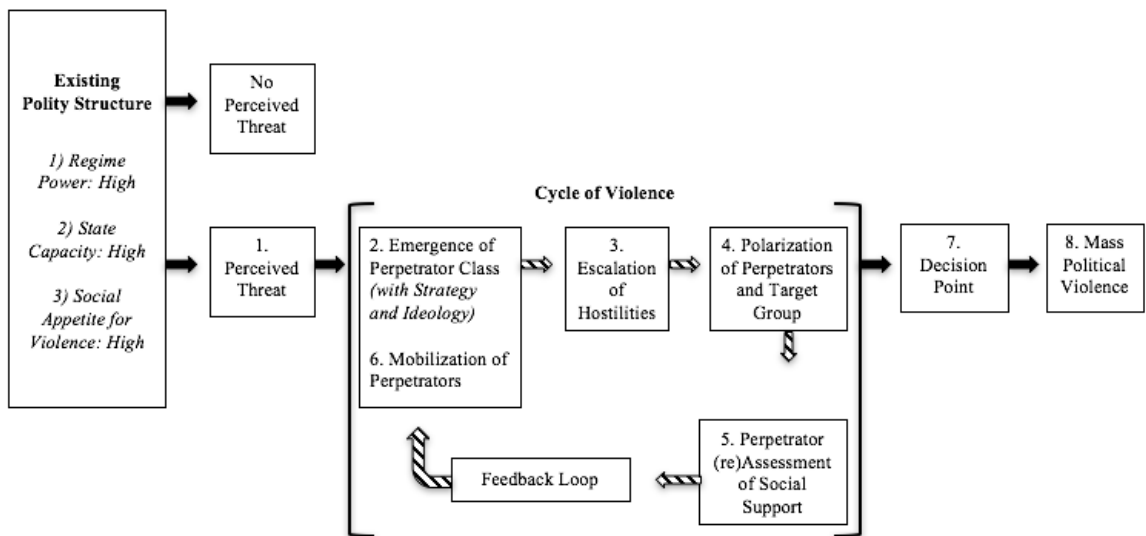 Existing
Polity Structure
1) Regime
Power: High
2) State
Capacity: High
3) Social
Appetite for
Violence: High
No
Perceived
Threat
1.
Perceived
Threat
Cycle of Violence
2. Emergence of
Perpetrator Class
(with Strategy
and Ideology)
6. Mobilization of
Perpetrators
3.
Escalation
of
Hostilities
4. Polarization
of Perpetrators
and Target
Group
5. Perpetrator
(re)Assessment
of Social
Support
Feedback Loop
7.
Decision
Point
8. Mass
Political
Violence